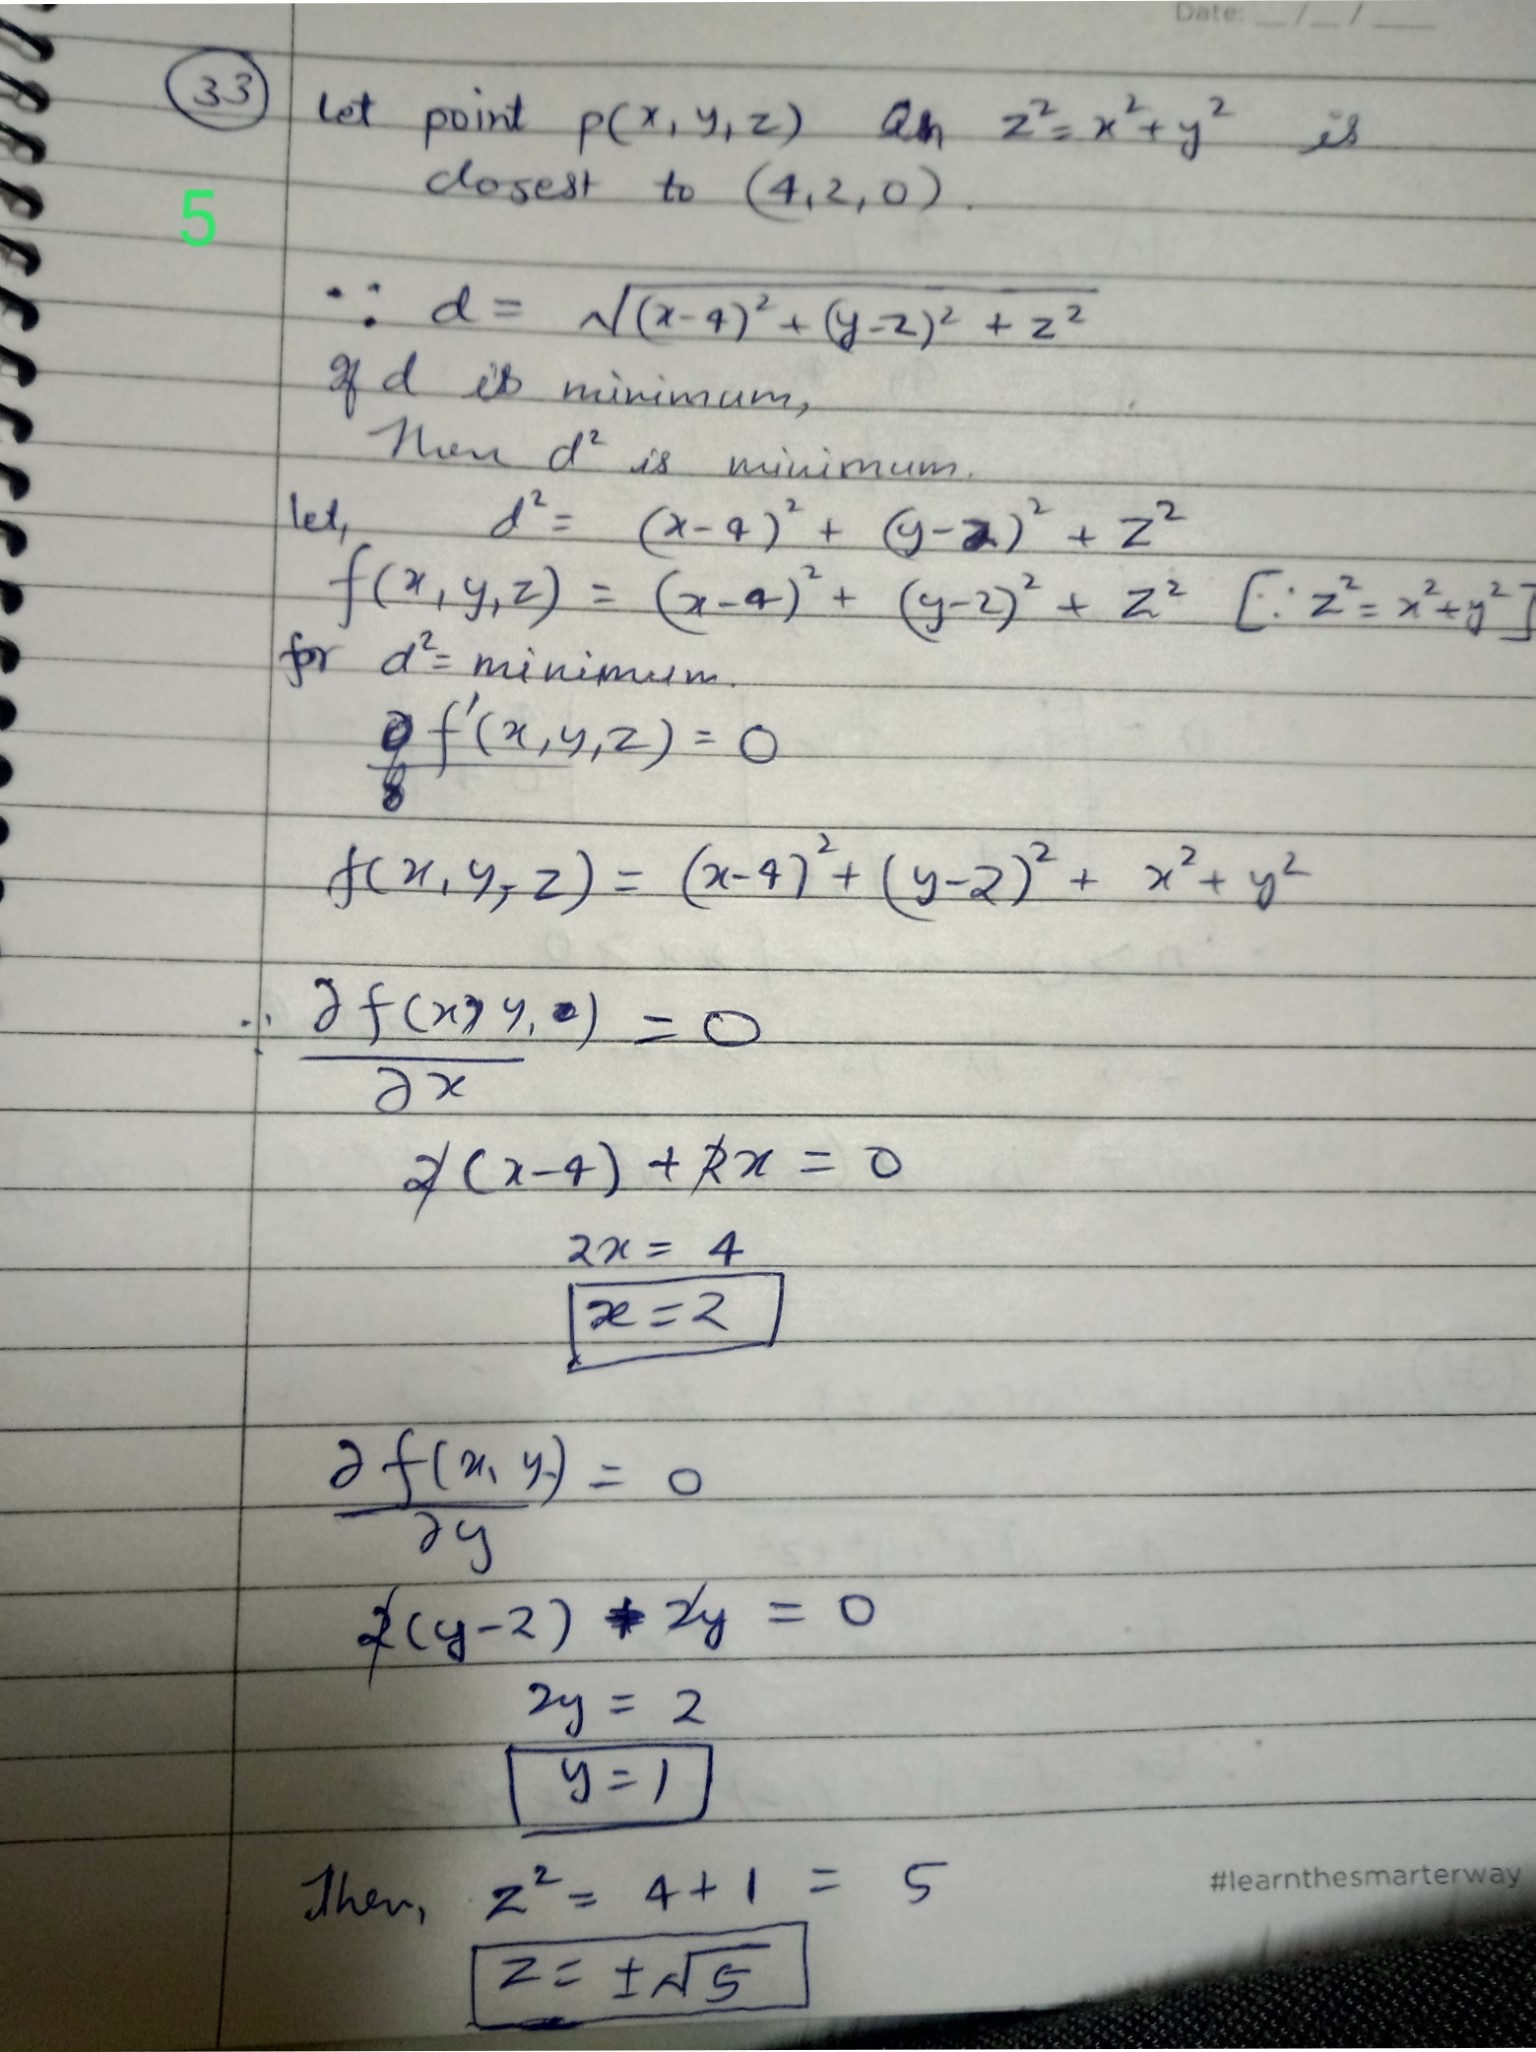 Date: __/__/___
33 Let point P(x, y, z) On z² = x² + y² is
closest to (4, 2, 0).
5
∵ d = √(x-4)² + (y-2)² + z²
If d is minimum,
Then d² is minimum.
let, d² = (x-4)² + (y-2)² + z²
f(x, y, z) = (x-4)² + (y-2)² + z² [∵ z² = x² + y²]
for d² = minimum.
f'(x, y, z) = 0
f(x, y, z) = (x-4)² + (y-2)² + x² + y²
∴ ∂f(x, y, ) = 0
∂x
2(x-4) + 2x = 0
2x = 4
x = 2
∂f(x, y) = 0
∂y
2(y-2) + 2y = 0
2y = 2
y = 1
Then, z² = 4 + 1 = 5
#learnthesmarterway
z = ±√5